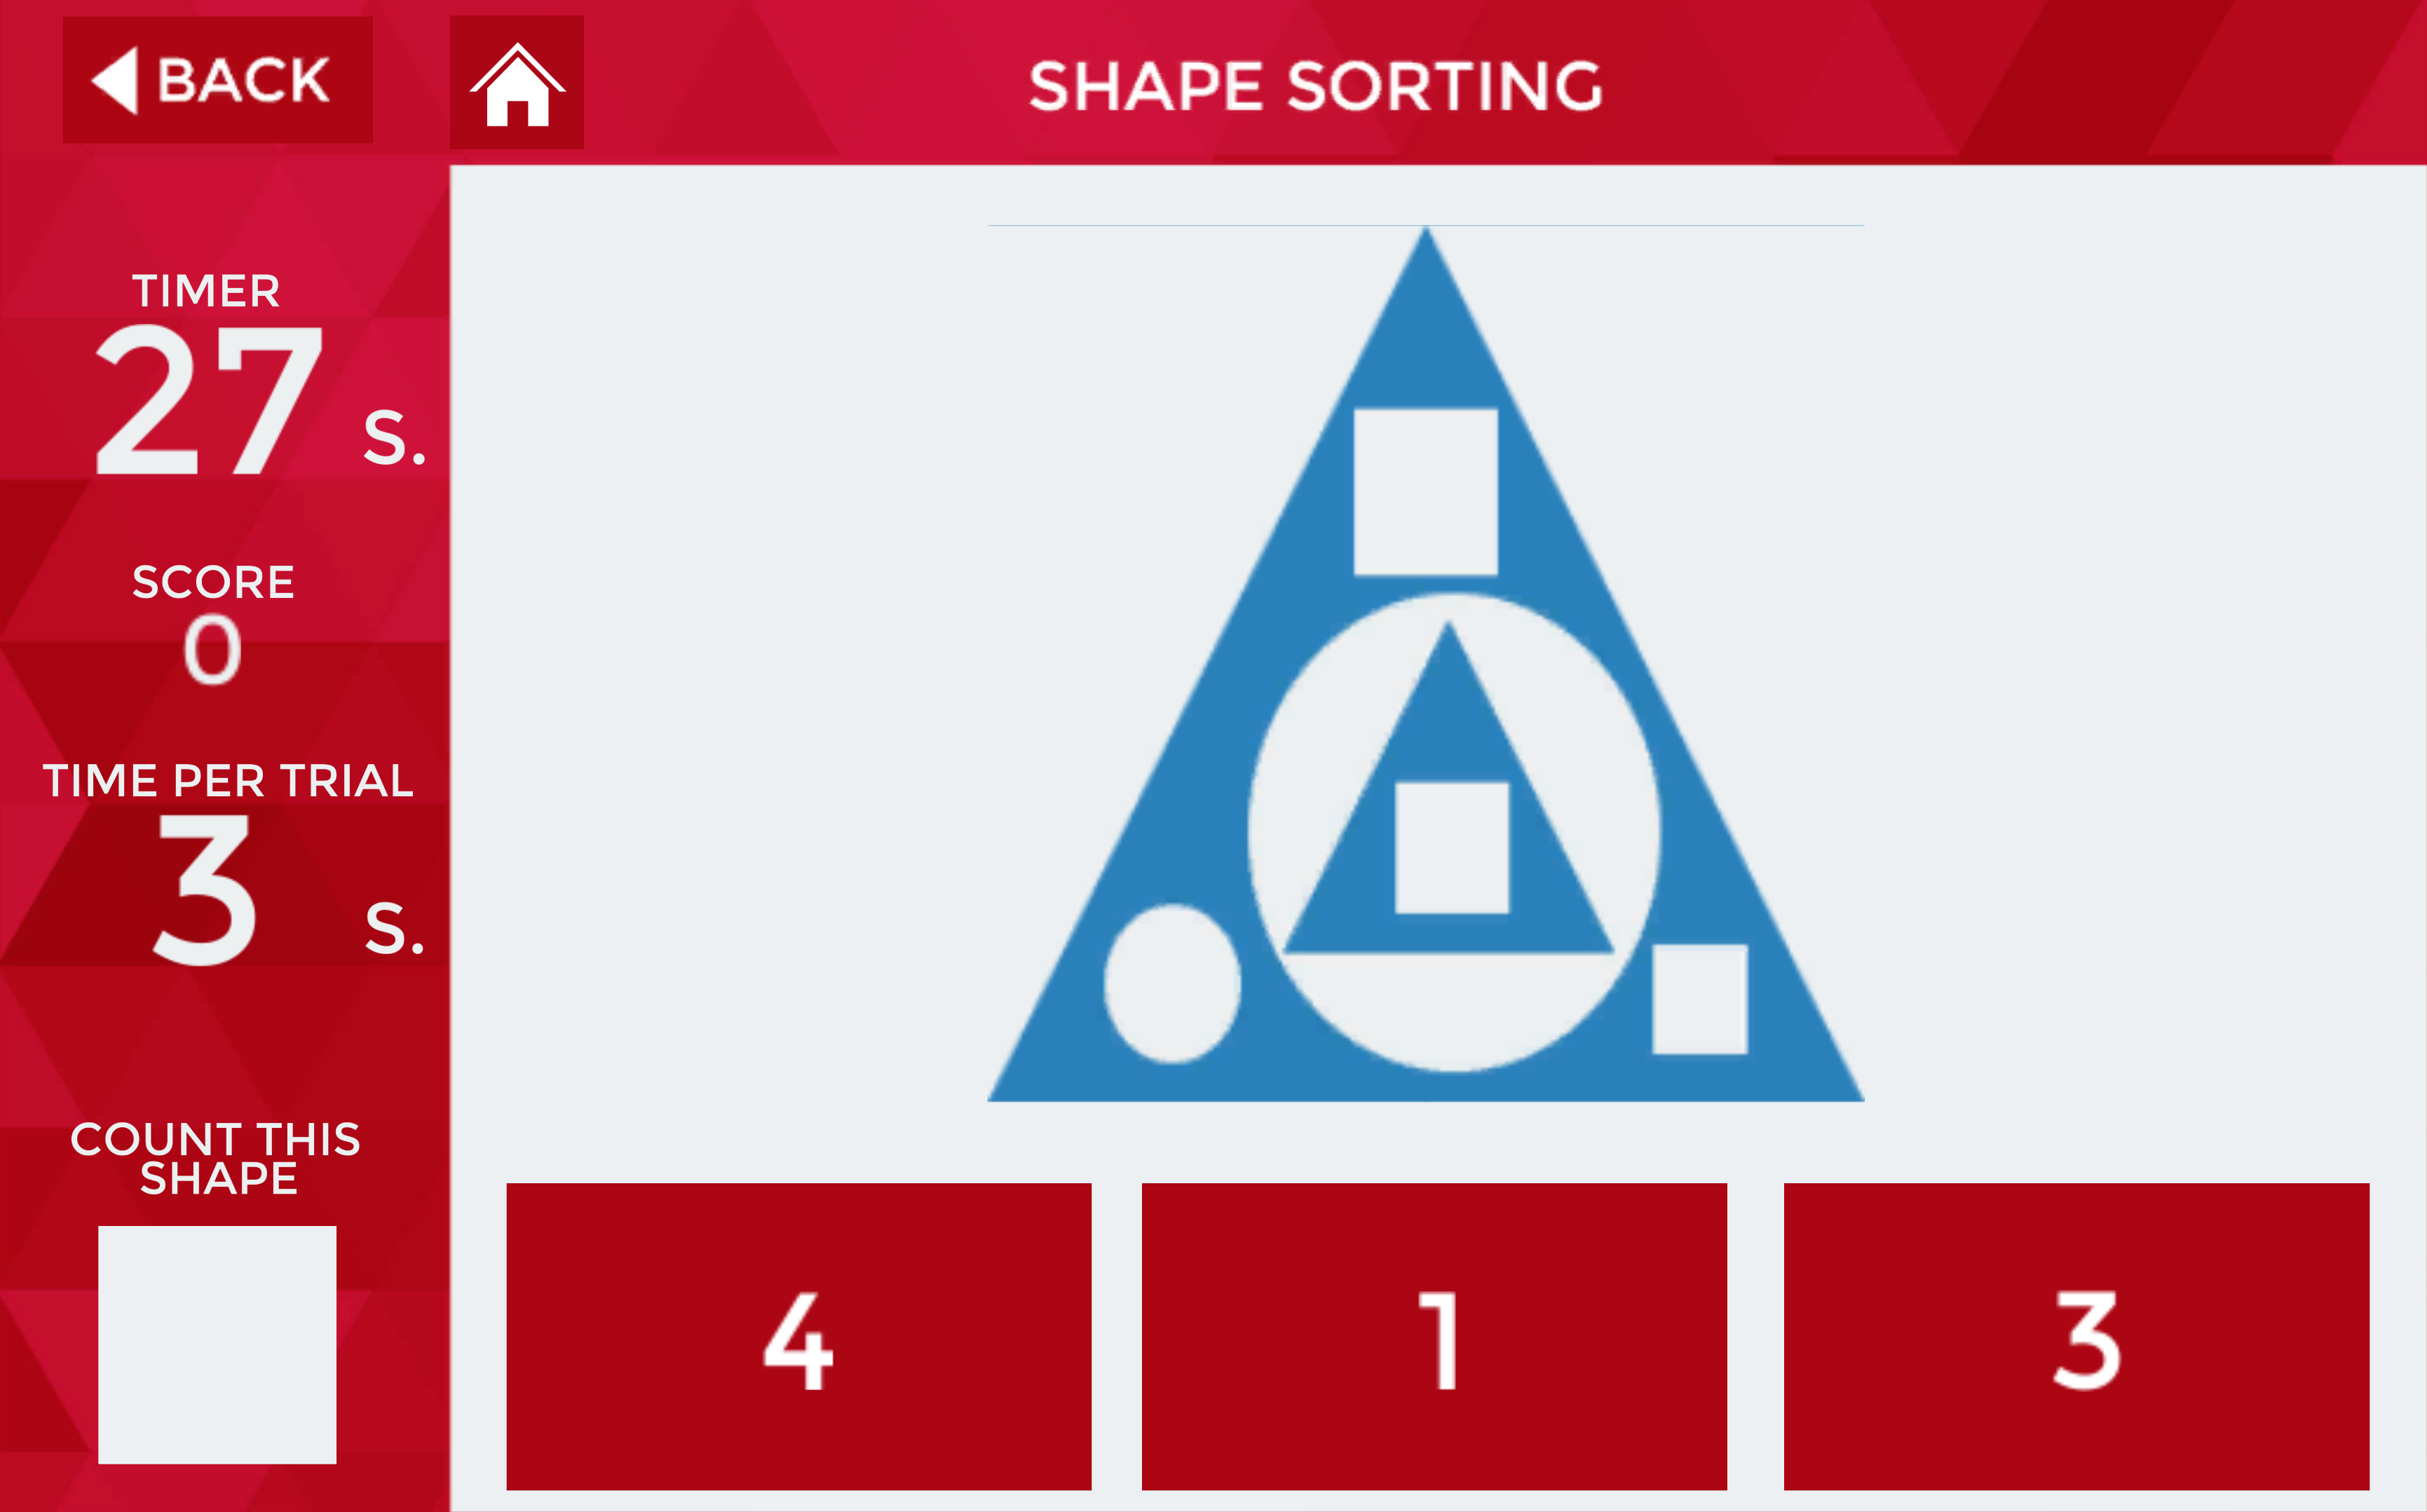 BACK
SHAPE SORTING
TIMER
27 S.
SCORE
0
TIME PER TRIAL
3 S.
COUNT THIS
SHAPE
4
1
3